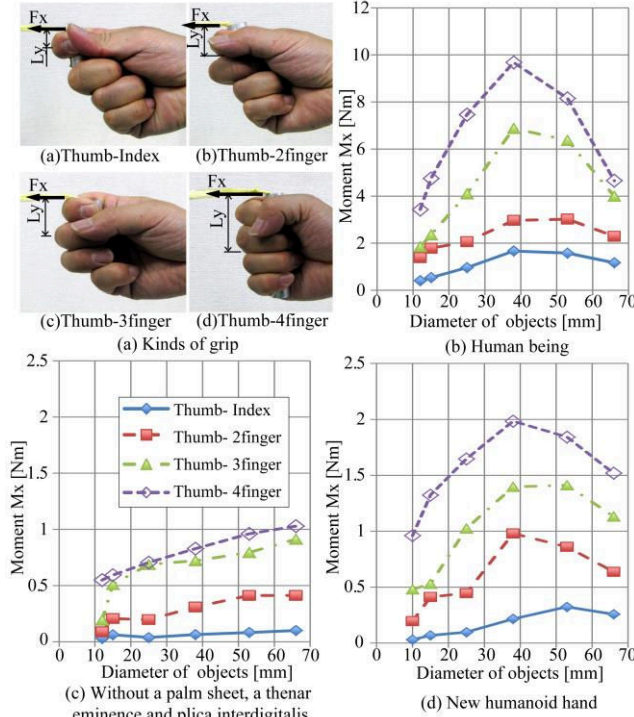 Fx
Ly
Fx
Ly
(a)Thumb-Index
(b)Thumb-2finger
Fx
Ly
Fx
Ly
(c)Thumb-3finger
(d)Thumb-4finger
(a) Kinds of grip
12
10
8
6
4
2
0
Moment Mx [Nm]
0 10 20 30 40 50 60 70
Diameter of objects [mm]
(b) Human being
2.5
2
1.5
1
0.5
0
Moment Mx [Nm]
Thumb- Index
Thumb- 2finger
Thumb- 3finger
Thumb- 4finger
0 10 20 30 40 50 60 70
Diameter of objects [mm]
(c) Without a palm sheet, a thenar
eminence and plica interdigitalis
2.5
2
1.5
1
0.5
0
Moment Mx [Nm]
0 10 20 30 40 50 60 70
Diameter of objects [mm]
(d) New humanoid hand